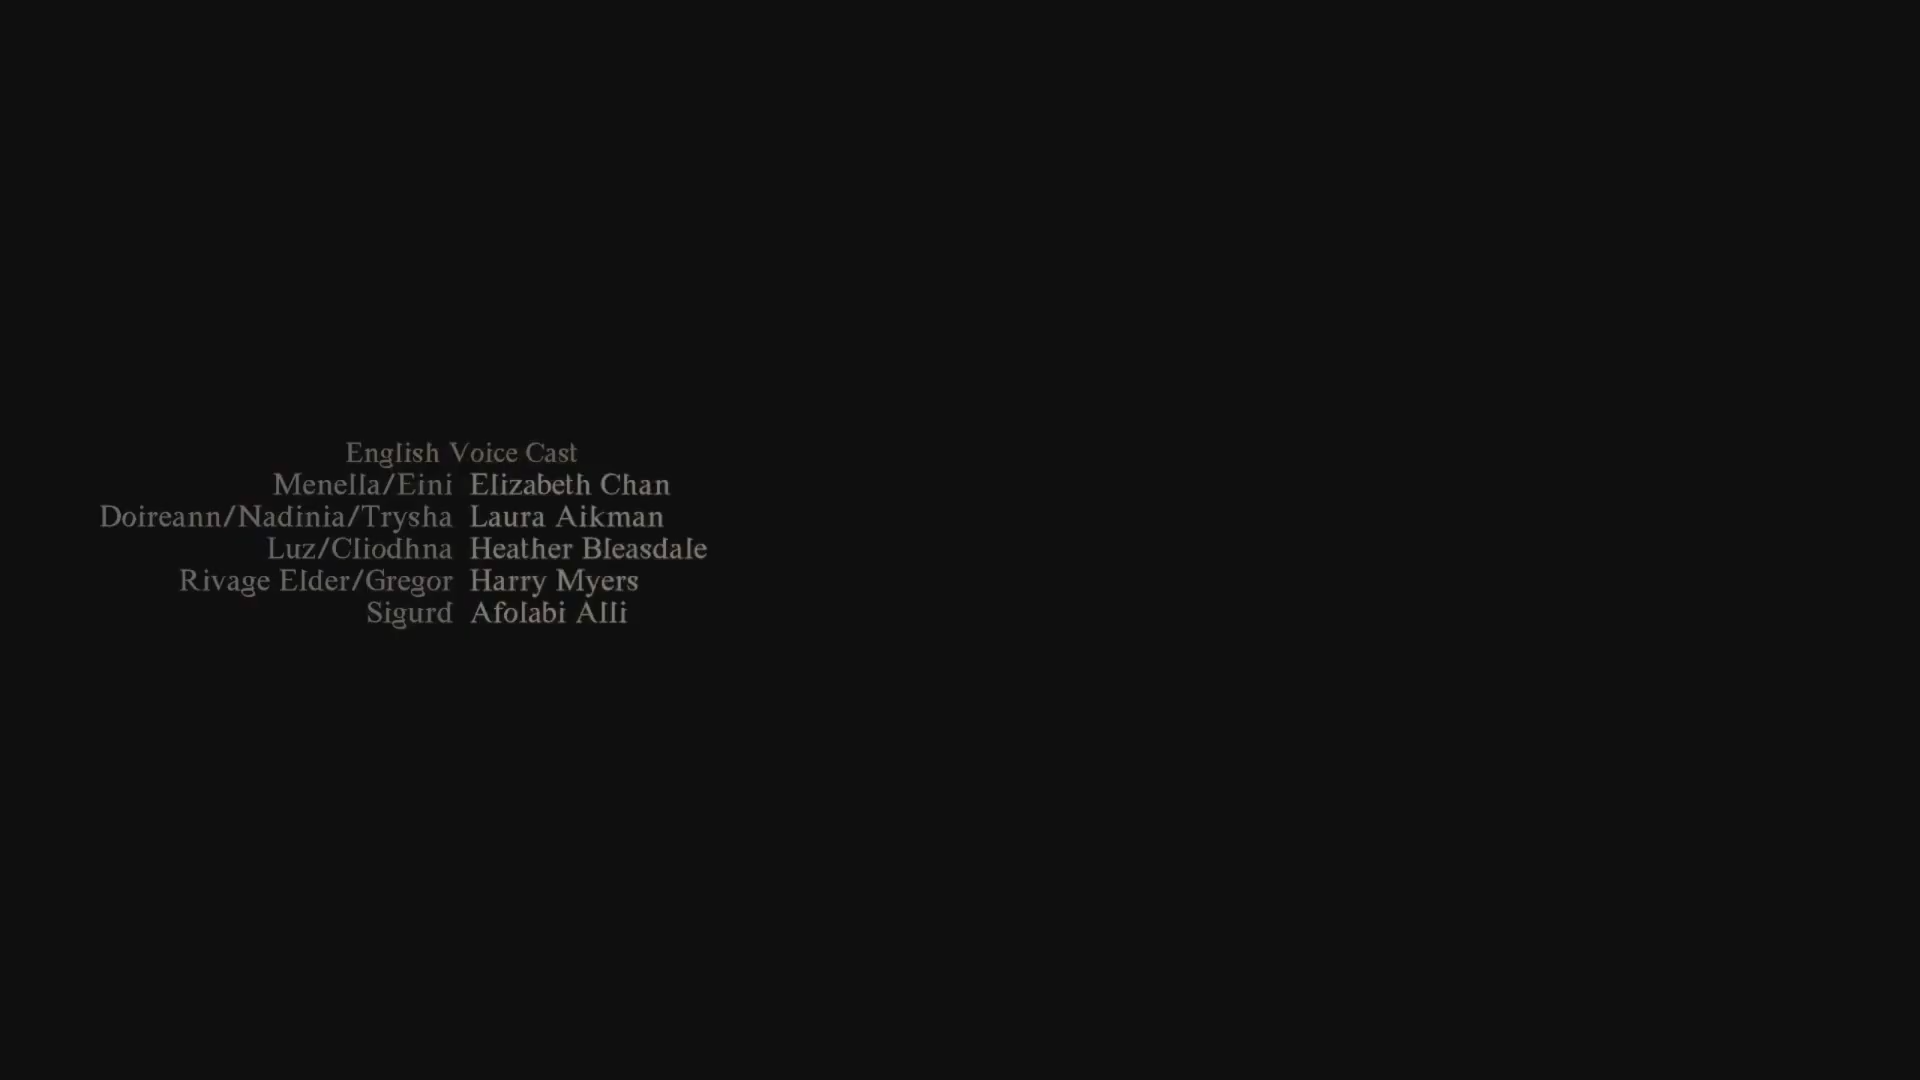 English Voice Cast
Menella/Eini Elizabeth Chan
Doireann/Nadinia/Trysha Laura Aikman
Luz/Cliodhna Heather Bleasdale
Rivage Elder/Gregor Harry Myers
Sigurd Afolabi Alli